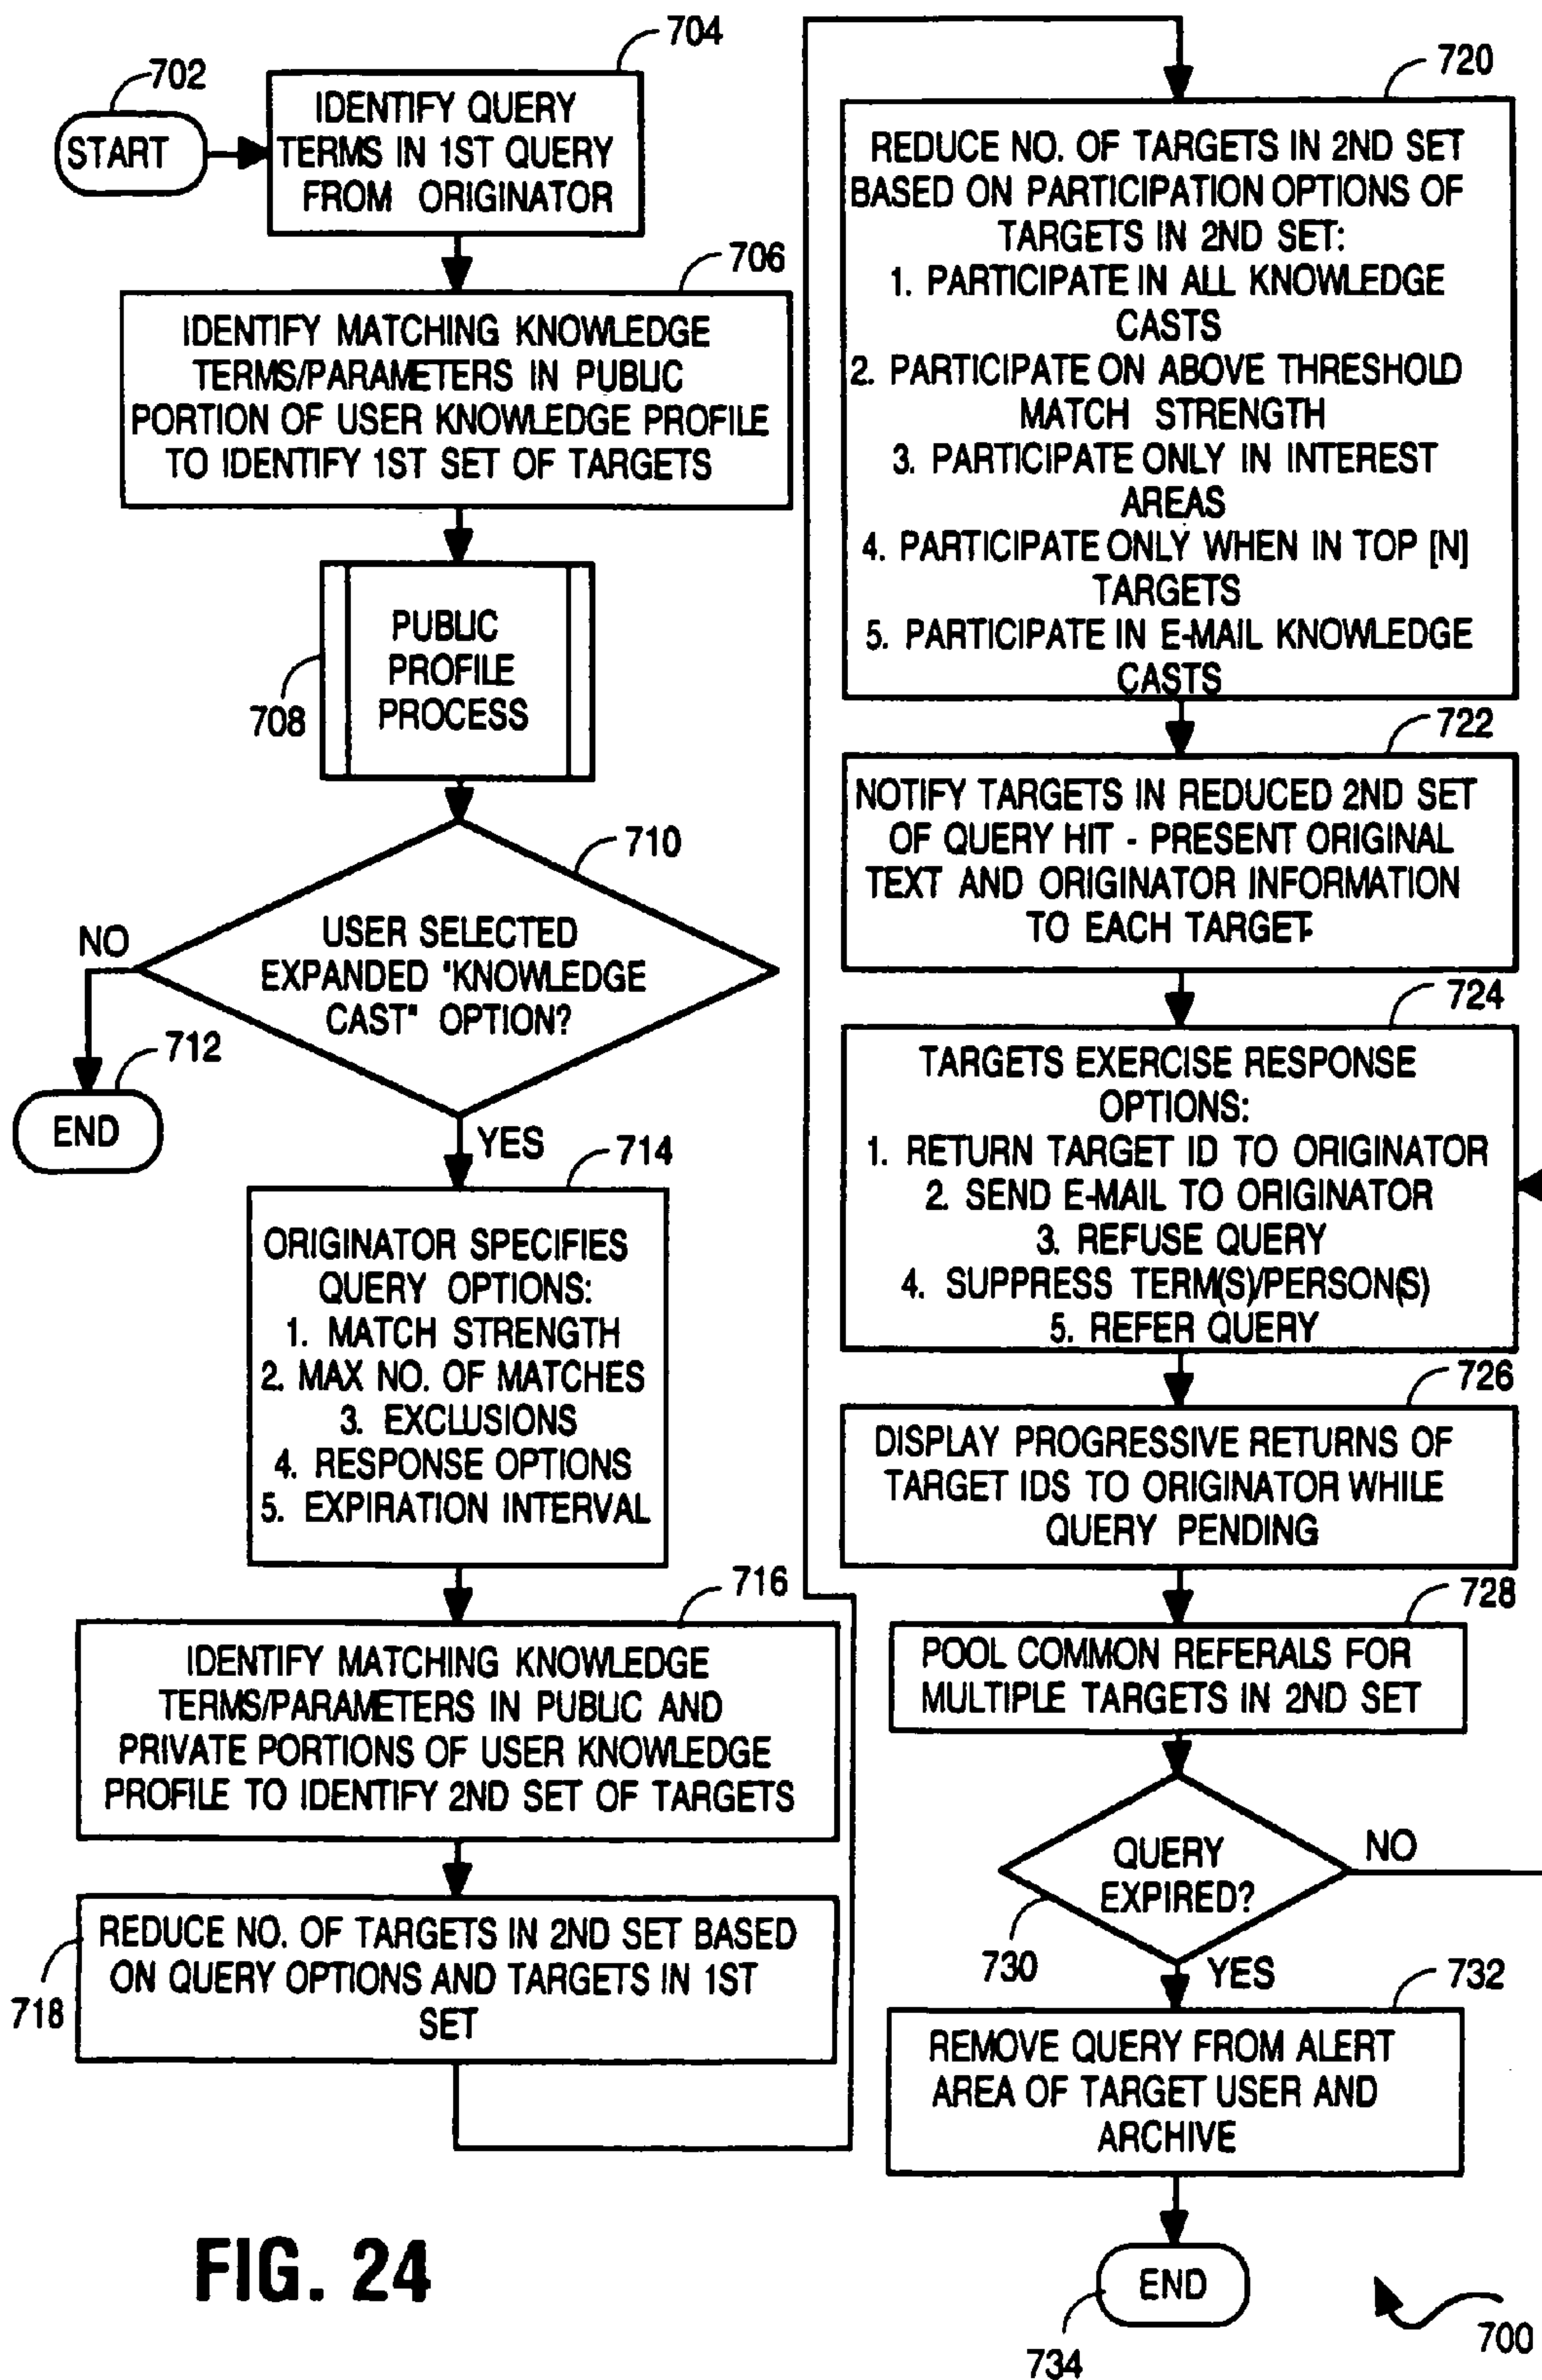 702
START
704
IDENTIFY QUERY
TERMS IN 1ST QUERY
FROM ORIGINATOR
706
IDENTIFY MATCHING KNOWLEDGE
TERMS/PARAMETERS IN PUBLIC
PORTION OF USER KNOWLEDGE PROFILE
TO IDENTIFY 1ST SET OF TARGETS
PUBLIC
PROFILE
PROCESS
708
710
USER SELECTED
EXPANDED "KNOWLEDGE
CAST" OPTION?
NO
712
END
YES
714
ORIGINATOR SPECIFIES
QUERY OPTIONS:
1. MATCH STRENGTH
2. MAX NO. OF MATCHES
3. EXCLUSIONS
4. RESPONSE OPTIONS
5. EXPIRATION INTERVAL
716
IDENTIFY MATCHING KNOWLEDGE
TERMS/PARAMETERS IN PUBLIC AND
PRIVATE PORTIONS OF USER KNOWLEDGE
PROFILE TO IDENTIFY 2ND SET OF TARGETS
REDUCE NO. OF TARGETS IN 2ND SET BASED
ON QUERY OPTIONS AND TARGETS IN 1ST
SET
718
720
REDUCE NO. OF TARGETS IN 2ND SET
BASED ON PARTICIPATION OPTIONS OF
TARGETS IN 2ND SET:
1. PARTICIPATE IN ALL KNOWLEDGE
CASTS
2. PARTICIPATE ON ABOVE THRESHOLD
MATCH STRENGTH
3. PARTICIPATE ONLY IN INTEREST
AREAS
4. PARTICIPATE ONLY WHEN IN TOP [N]
TARGETS
5. PARTICIPATE IN E-MAIL KNOWLEDGE
CASTS
722
NOTIFY TARGETS IN REDUCED 2ND SET
OF QUERY HIT - PRESENT ORIGINAL
TEXT AND ORIGINATOR INFORMATION
TO EACH TARGET.
724
TARGETS EXERCISE RESPONSE
OPTIONS:
1. RETURN TARGET ID TO ORIGINATOR
2. SEND E-MAIL TO ORIGINATOR
3. REFUSE QUERY
4. SUPPRESS TERM(S)/PERSON(S)
5. REFER QUERY
726
DISPLAY PROGRESSIVE RETURNS OF
TARGET IDS TO ORIGINATOR WHILE
QUERY PENDING
728
POOL COMMON REFERALS FOR
MULTIPLE TARGETS IN 2ND SET
QUERY
EXPIRED?
NO
730
YES
732
REMOVE QUERY FROM ALERT
AREA OF TARGET USER AND
ARCHIVE
END
734
700
FIG. 24